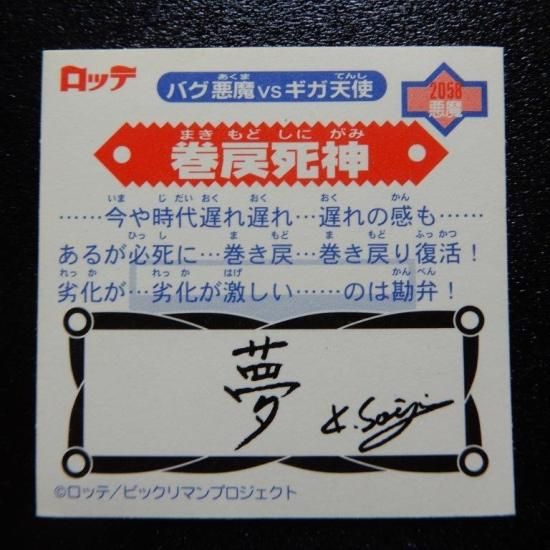 ロッテ
あくま てんし
バグ悪魔VSギガ天使
2058
悪魔
まき もど しに がみ
巻戻死神
いま じ だい おく おく おく かん
……今や時代遅れ遅れ…遅れの感も…
ひっ し ま もど ま もど ふっ かつ
あるが必死に…巻き戻…巻き戻り復活！
れっ か れっ か はげ かん べん
劣化が…劣化が激しい……のは勘弁！
夢
©ロッテ/ビックリマンプロジェクト